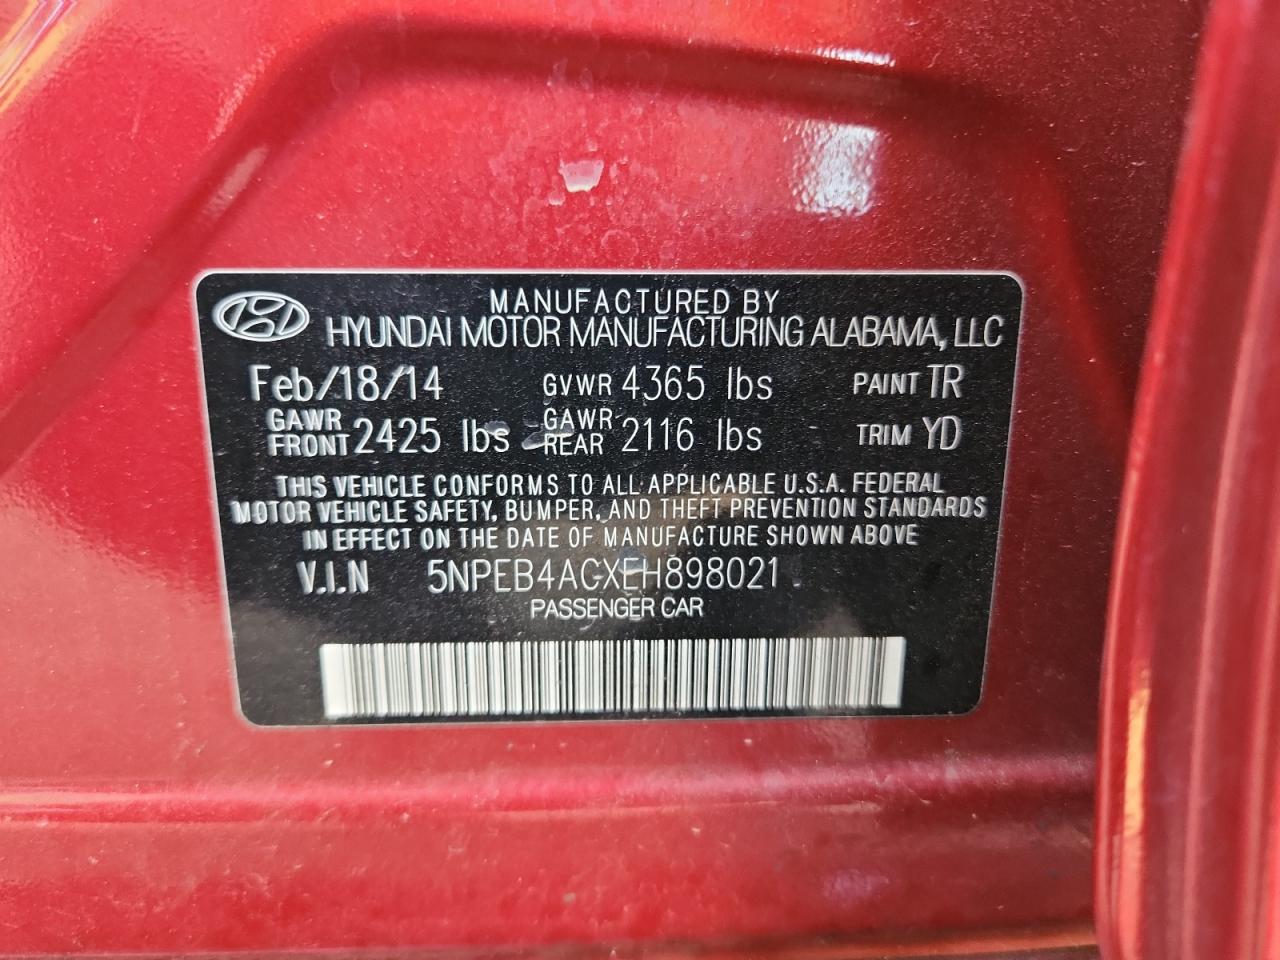 MANUFACTURED BY
HYUNDAI MOTOR MANUFACTURING ALABAMA, LLC
Feb/18/14 GVWR 4365 lbs PAINT TR
GAWR FRONT 2425 lbs GAWR REAR 2116 lbs TRIM YD
THIS VEHICLE CONFORMS TO ALL APPLICABLE U.S.A. FEDERAL
MOTOR VEHICLE SAFETY, BUMPER, AND THEFT PREVENTION STANDARDS
IN EFFECT ON THE DATE OF MANUFACTURE SHOWN ABOVE
V.I.N 5NPEB4ACXEH898021
PASSENGER CAR